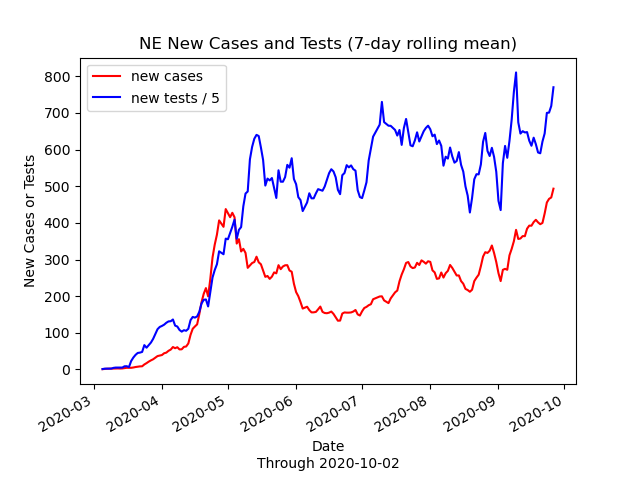 NE New Cases and Tests (7-day rolling mean)
new cases
new tests / 5
800
700
600
500
400
300
200
100
0
New Cases or Tests
2020-03
2020-04
2020-05
2020-06
2020-07
2020-08
2020-09
2020-10
Date
Through 2020-10-02